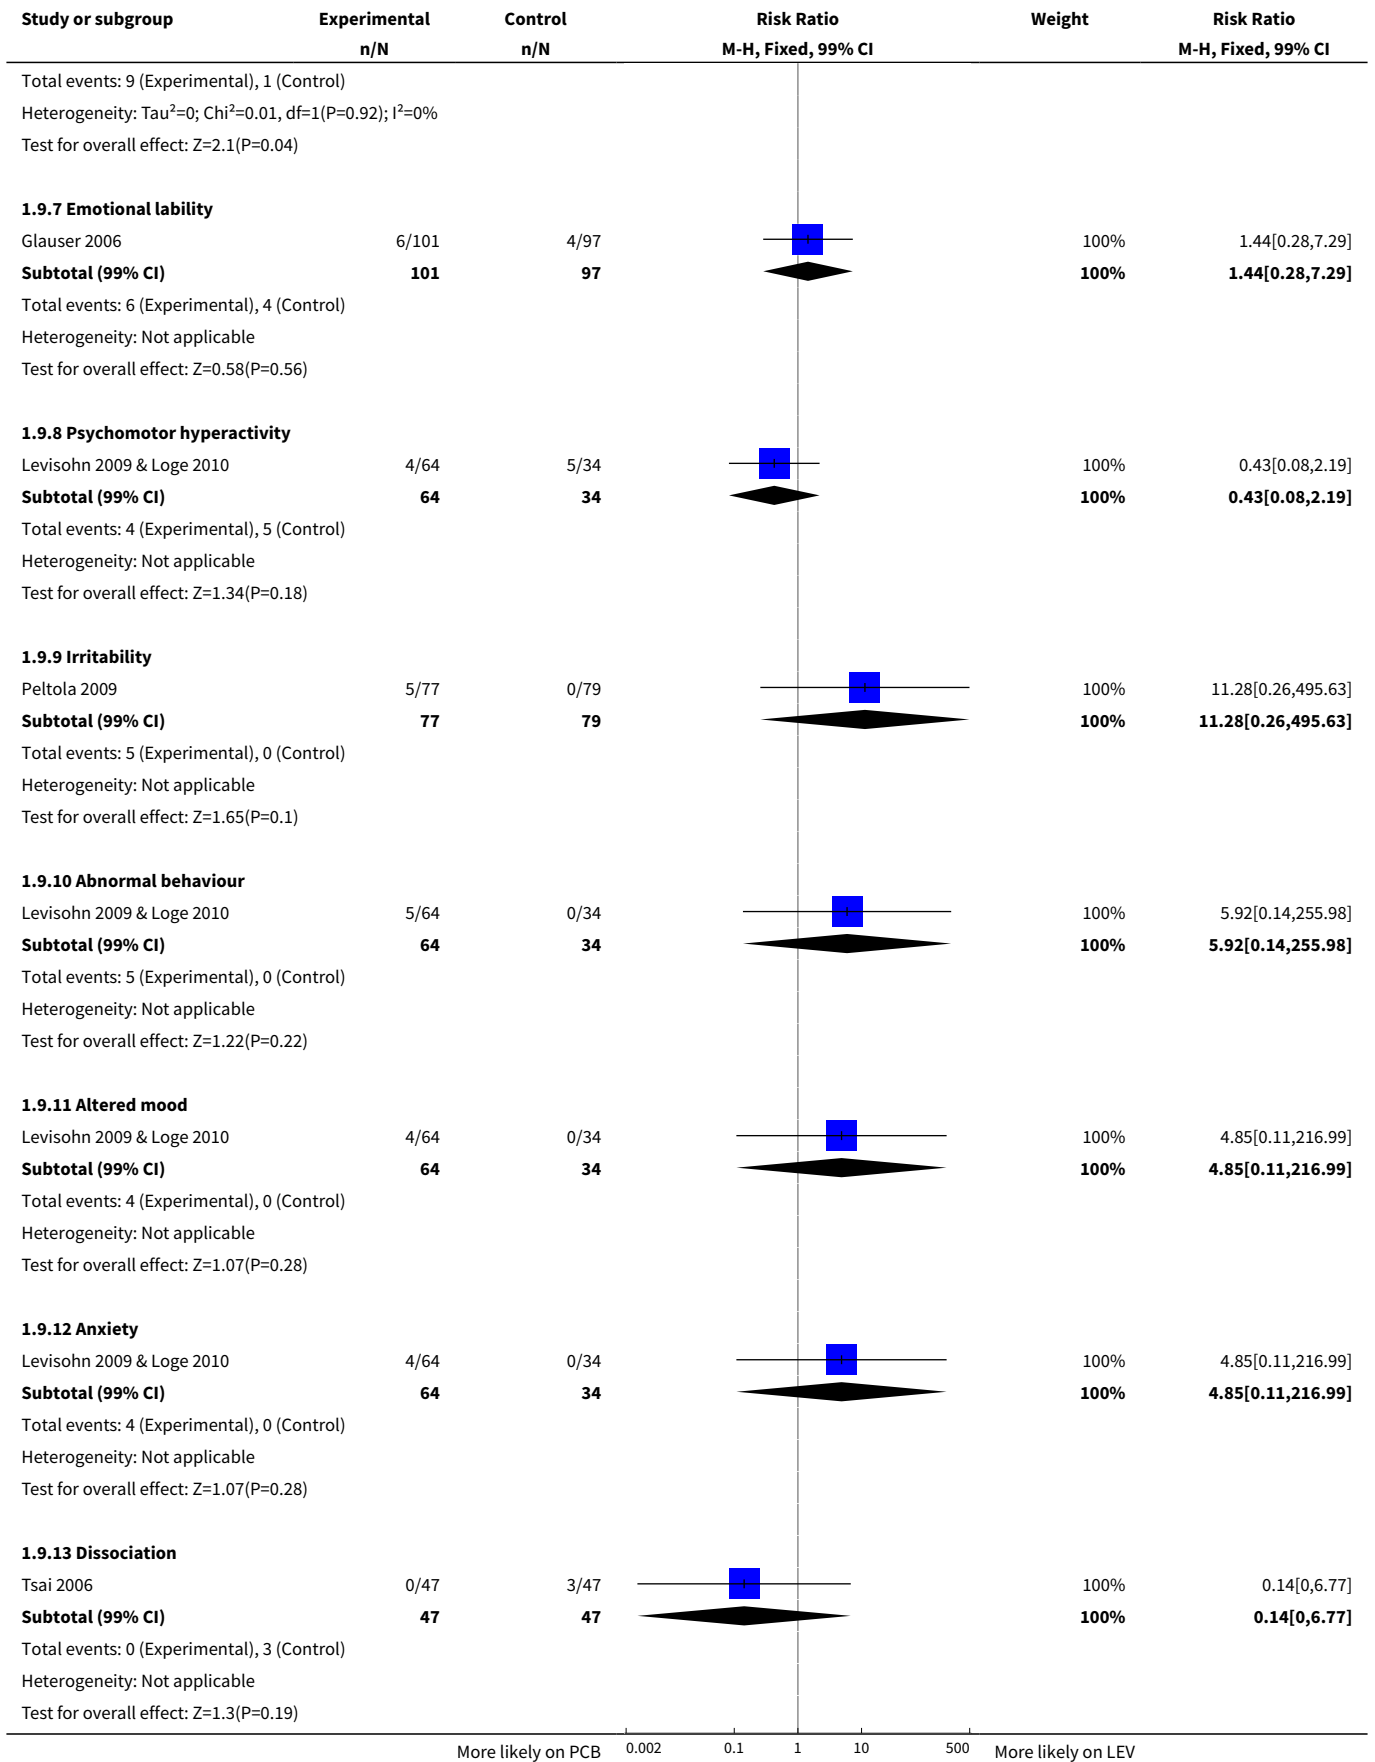 Study or subgroup Experimental Control Risk Ratio Weight Risk Ratio
n/N n/N M-H, Fixed, 99% CI M-H, Fixed, 99% CI
Total events: 9 (Experimental), 1 (Control)
Heterogeneity: Tau²=0; Chi²=0.01, df=1(P=0.92); I²=0%
Test for overall effect: Z=2.1(P=0.04)
1.9.7 Emotional lability
Glauser 2006 6/101 4/97 100% 1.44[0.28,7.29]
Subtotal (99% CI) 101 97 100% 1.44[0.28,7.29]
Total events: 6 (Experimental), 4 (Control)
Heterogeneity: Not applicable
Test for overall effect: Z=0.58(P=0.56)
1.9.8 Psychomotor hyperactivity
Levisohn 2009 & Loge 2010 4/64 5/34 100% 0.43[0.08,2.19]
Subtotal (99% CI) 64 34 100% 0.43[0.08,2.19]
Total events: 4 (Experimental), 5 (Control)
Heterogeneity: Not applicable
Test for overall effect: Z=1.34(P=0.18)
1.9.9 Irritability
Peltola 2009 5/77 0/79 100% 11.28[0.26,495.63]
Subtotal (99% CI) 77 79 100% 11.28[0.26,495.63]
Total events: 5 (Experimental), 0 (Control)
Heterogeneity: Not applicable
Test for overall effect: Z=1.65(P=0.1)
1.9.10 Abnormal behaviour
Levisohn 2009 & Loge 2010 5/64 0/34 100% 5.92[0.14,255.98]
Subtotal (99% CI) 64 34 100% 5.92[0.14,255.98]
Total events: 5 (Experimental), 0 (Control)
Heterogeneity: Not applicable
Test for overall effect: Z=1.22(P=0.22)
1.9.11 Altered mood
Levisohn 2009 & Loge 2010 4/64 0/34 100% 4.85[0.11,216.99]
Subtotal (99% CI) 64 34 100% 4.85[0.11,216.99]
Total events: 4 (Experimental), 0 (Control)
Heterogeneity: Not applicable
Test for overall effect: Z=1.07(P=0.28)
1.9.12 Anxiety
Levisohn 2009 & Loge 2010 4/64 0/34 100% 4.85[0.11,216.99]
Subtotal (99% CI) 64 34 100% 4.85[0.11,216.99]
Total events: 4 (Experimental), 0 (Control)
Heterogeneity: Not applicable
Test for overall effect: Z=1.07(P=0.28)
1.9.13 Dissociation
Tsai 2006 0/47 3/47 100% 0.14[0,6.77]
Subtotal (99% CI) 47 47 100% 0.14[0,6.77]
Total events: 0 (Experimental), 3 (Control)
Heterogeneity: Not applicable
Test for overall effect: Z=1.3(P=0.19)
More likely on PCB 0.002 0.1 1 10 500 More likely on LEV